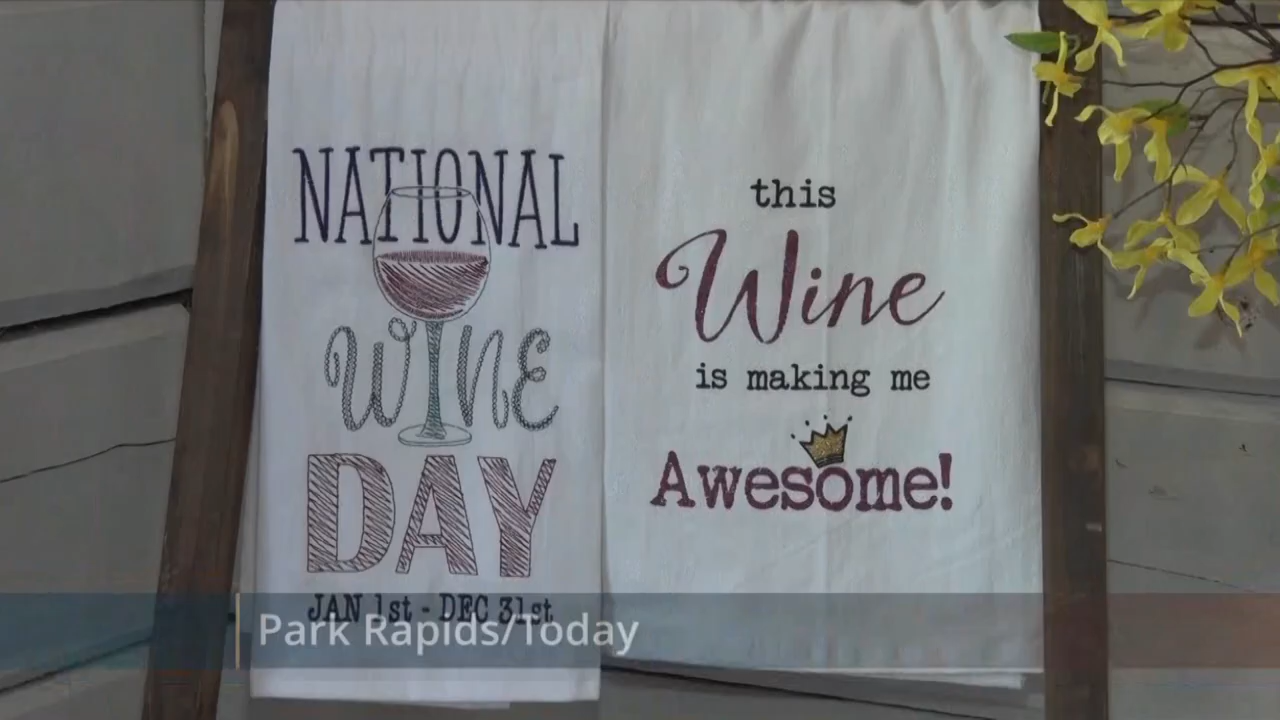 NATIONAL
WINE
DAY
JAN 1st - DEC 31st
this
Wine
is making me
Awesome!
Park Rapids/Today